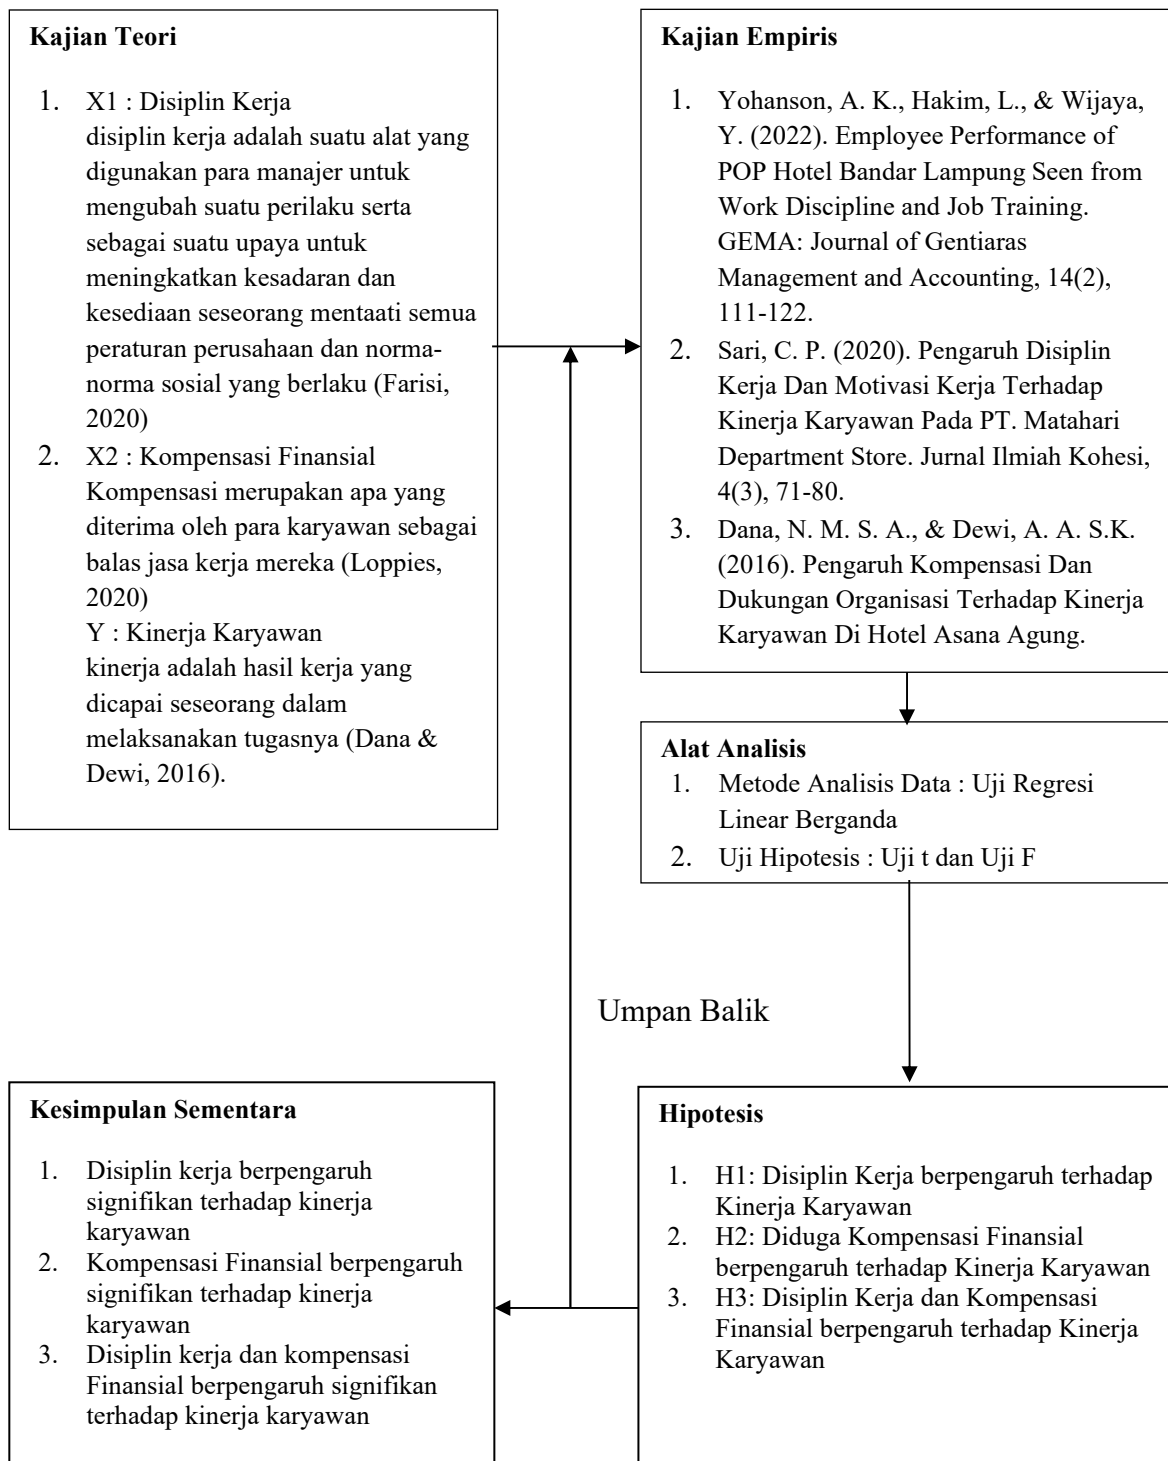 Kajian Teori
1. X1 : Disiplin Kerja
disiplin kerja adalah suatu alat yang
digunakan para manajer untuk
mengubah suatu perilaku serta
sebagai suatu upaya untuk
meningkatkan kesadaran dan
kesediaan seseorang mentaati semua
peraturan perusahaan dan norma-
norma sosial yang berlaku (Farisi,
2020)
2. X2 : Kompensasi Finansial
Kompensasi merupakan apa yang
diterima oleh para karyawan sebagai
balas jasa kerja mereka (Loppies,
2020)
Y : Kinerja Karyawan
kinerja adalah hasil kerja yang
dicapai seseorang dalam
melaksanakan tugasnya (Dana &
Dewi, 2016).
Kajian Empiris
1. Yohanson, A. K., Hakim, L., & Wijaya,
Y. (2022). Employee Performance of
POP Hotel Bandar Lampung Seen from
Work Discipline and Job Training.
GEMA: Journal of Gentiaras
Management and Accounting, 14(2),
111-122.
2. Sari, C. P. (2020). Pengaruh Disiplin
Kerja Dan Motivasi Kerja Terhadap
Kinerja Karyawan Pada PT. Matahari
Department Store. Jurnal Ilmiah Kohesi,
4(3), 71-80.
3. Dana, N. M. S. A., & Dewi, A. A. S.K.
(2016). Pengaruh Kompensasi Dan
Dukungan Organisasi Terhadap Kinerja
Karyawan Di Hotel Asana Agung.
Alat Analisis
1. Metode Analisis Data : Uji Regresi
Linear Berganda
2. Uji Hipotesis : Uji t dan Uji F
Umpan Balik
Kesimpulan Sementara
1. Disiplin kerja berpengaruh
signifikan terhadap kinerja
karyawan
2. Kompensasi Finansial berpengaruh
signifikan terhadap kinerja
karyawan
3. Disiplin kerja dan kompensasi
Finansial berpengaruh signifikan
terhadap kinerja karyawan
Hipotesis
1. H1: Disiplin Kerja berpengaruh terhadap
Kinerja Karyawan
2. H2: Diduga Kompensasi Finansial
berpengaruh terhadap Kinerja Karyawan
3. H3: Disiplin Kerja dan Kompensasi
Finansial berpengaruh terhadap Kinerja
Karyawan